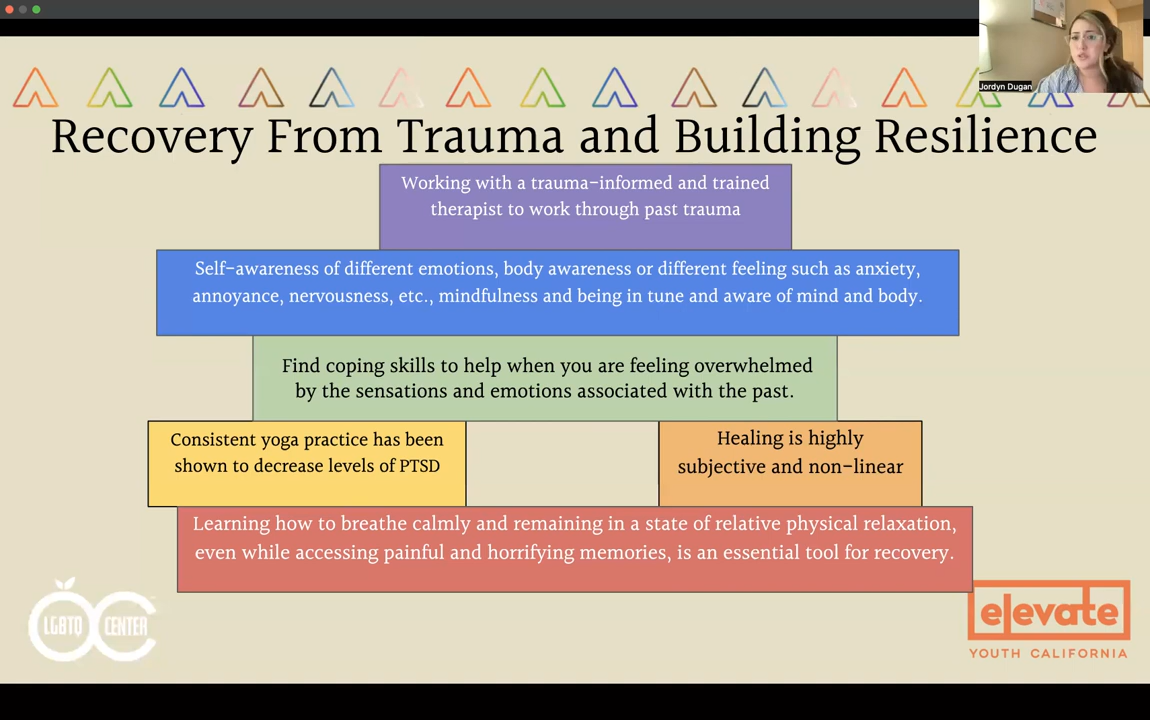 Jordyn Dugan
Recovery From Trauma and Building Resilience
Working with a trauma-informed and trained
therapist to work through past trauma
Self-awareness of different emotions, body awareness or different feeling such as anxiety,
annoyance, nervousness, etc., mindfulness and being in tune and aware of mind and body.
Find coping skills to help when you are feeling overwhelmed
by the sensations and emotions associated with the past.
Consistent yoga practice has been
shown to decrease levels of PTSD
Healing is highly
subjective and non-linear
Learning how to breathe calmly and remaining in a state of relative physical relaxation,
even while accessing painful and horrifying memories, is an essential tool for recovery.
LGBTQ CENTER
elevate
YOUTH CALIFORNIA